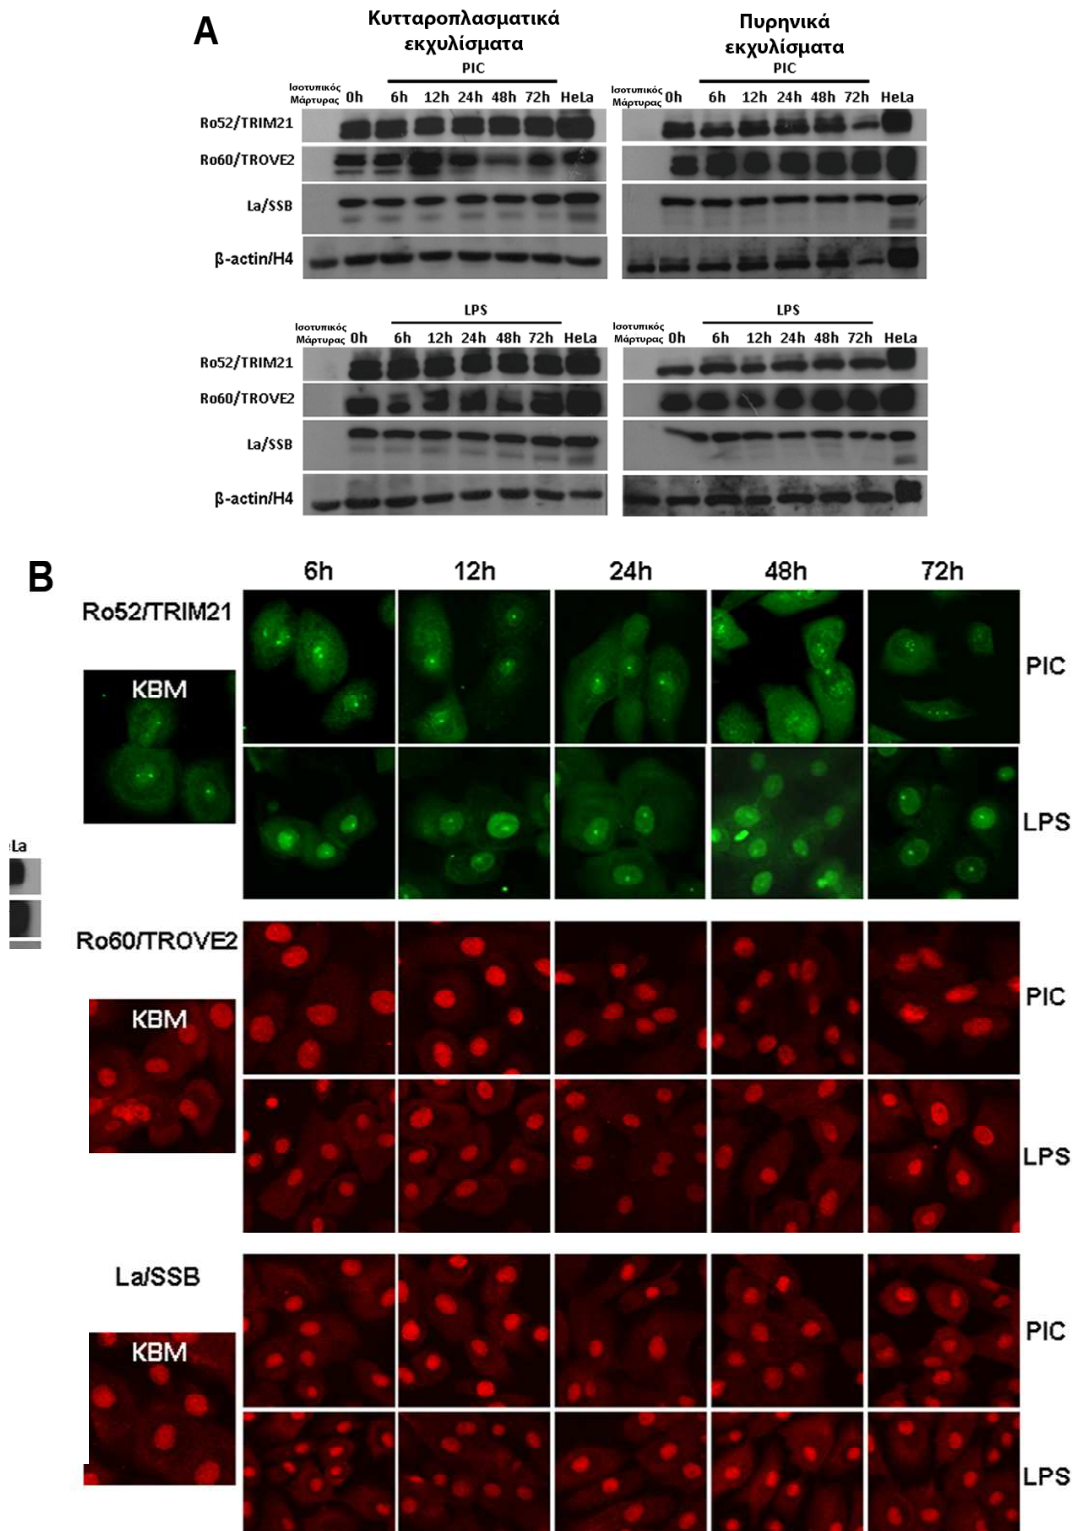 A
Κυτταροπλασματικά
εκχυλίσματα
Πυρηνικά
εκχυλίσματα
PIC
PIC
Ισοτυπικός
Μάρτυρας 0h 6h 12h 24h 48h 72h HeLa
Ισοτυπικός
Μάρτυρας 0h 6h 12h 24h 48h 72h HeLa
Ro52/TRIM21
Ro60/TROVE2
La/SSB
β-actin/H4
LPS
LPS
Ισοτυπικός
Μάρτυρας 0h 6h 12h 24h 48h 72h HeLa
Ισοτυπικός
Μάρτυρας 0h 6h 12h 24h 48h 72h HeLa
Ro52/TRIM21
Ro60/TROVE2
La/SSB
β-actin/H4
B
6h 12h 24h 48h 72h
Ro52/TRIM21
KBM
PIC
LPS
La
Ro60/TROVE2
KBM
PIC
LPS
La/SSB
KBM
PIC
LPS